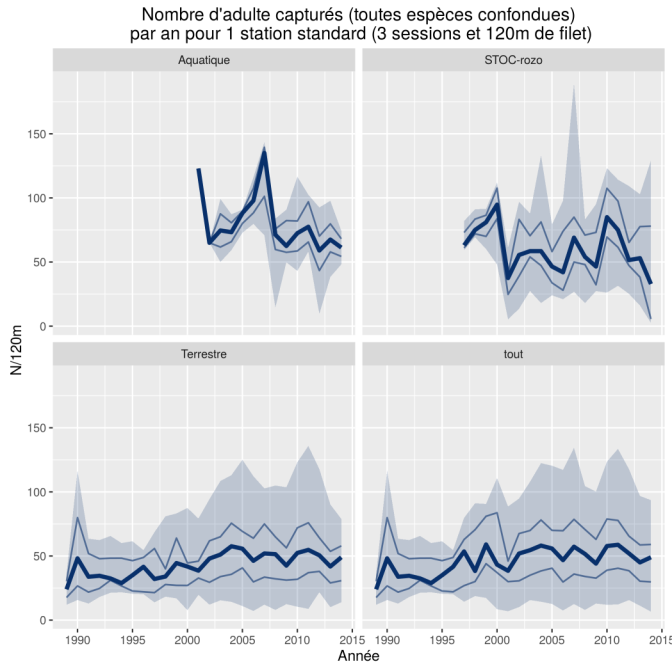 Nombre d'adulte capturés (toutes espèces confondues)
par an pour 1 station standard (3 sessions et 120m de filet)
Aquatique
STOC-rozo
150
100
50
0
Terrestre
tout
150
100
50
0
N/120m
1990
1995
2000
2005
2010
2015
1990
1995
2000
2005
2010
2015
Année